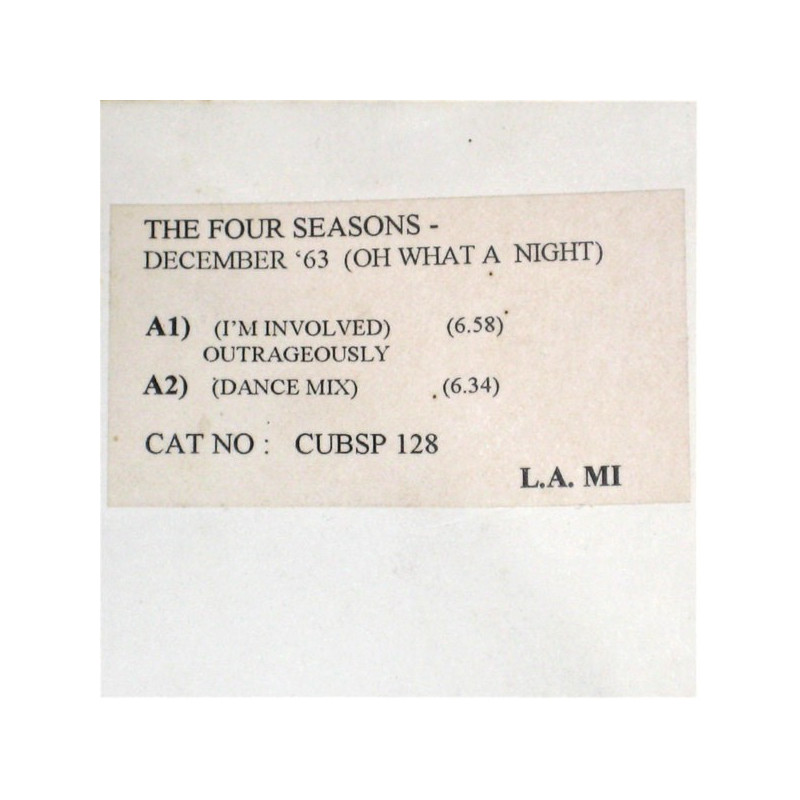 THE FOUR SEASONS -
DECEMBER ‘63 (OH WHAT A NIGHT)
A1) (I’M INVOLVED) (6.58)
OUTRAGEOUSLY
A2) (DANCE MIX) (6.34)
CAT NO : CUBSP 128
L.A. MI